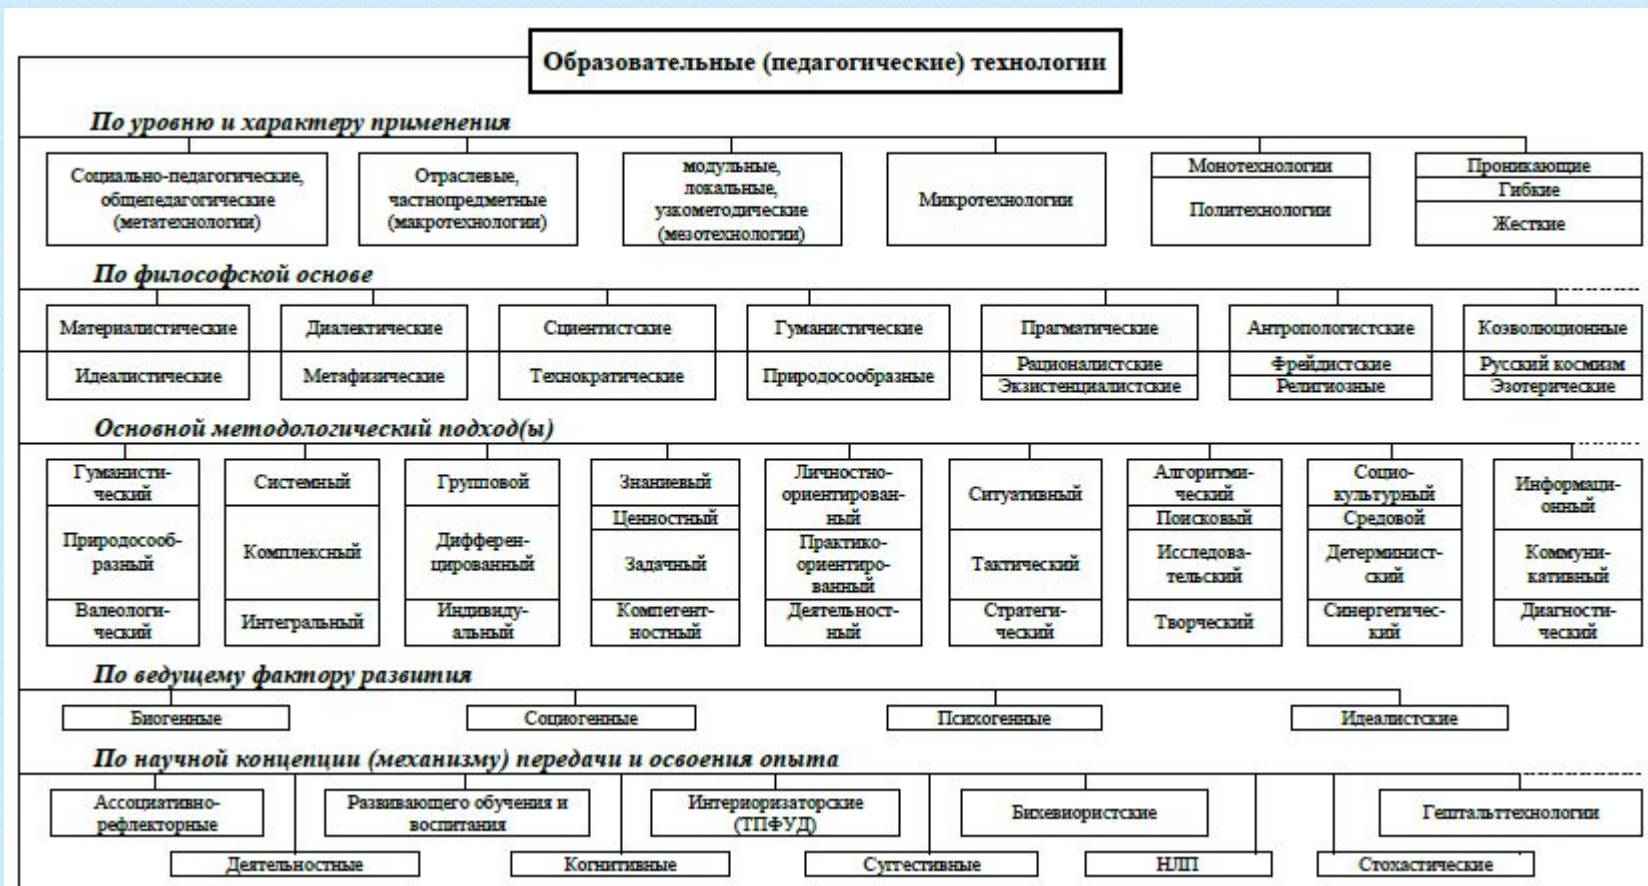 Образовательные (педагогические) технологии
По уровню и характеру применения
Социально-педагогические,
общепедагогические
(метатехнологии)
Отраслевые,
частнопредметные
(макротехнологии)
модульные,
локальные,
узкометодические
(мезотехнологии)
Микротехнологии
Монотехнологии
Политехнологии
Проникающие
Гибкие
Жесткие
По философской основе
Материалистические
Идеалистические
Диалектические
Метафизические
Сциентистские
Технократические
Гуманистические
Природосообразные
Прагматические
Рационалистские
Экзистенциалистские
Антропологистские
Фрейдистские
Религиозные
Коэволюционные
Русский космизм
Эзотерические
Основной методологический подход(ы)
Гуманисти-
ческий
Природосооб-
разный
Валеологи-
ческий
Системный
Комплексный
Интегральный
Групповой
Дифферен-
цированный
Индивиду-
альный
Знаниевый
Ценностный
Задачный
Компетент-
ностный
Личностно-
ориентирован-
ный
Практико-
ориентиро-
ванный
Деятельност-
ный
Ситуативный
Тактический
Стратеги-
ческий
Алгоритми-
ческий
Поисковый
Исследова-
тельский
Творческий
Социо-
культурный
Средовой
Детерминист-
ский
Синергетичес-
кий
Информаци-
онный
Коммуни-
кативный
Диагности-
ческий
По ведущему фактору развития
Биогенные
Социогенные
Психогенные
Идеалистские
По научной концепции (механизму) передачи и освоения опыта
Ассоциативно-
рефлекторные
Развивающего обучения и
воспитания
Интериоризаторские
(ТПФУД)
Бихевиористские
Гештальттехнологии
Деятельностные
Когнитивные
Суггестивные
НЛП
Стохастические